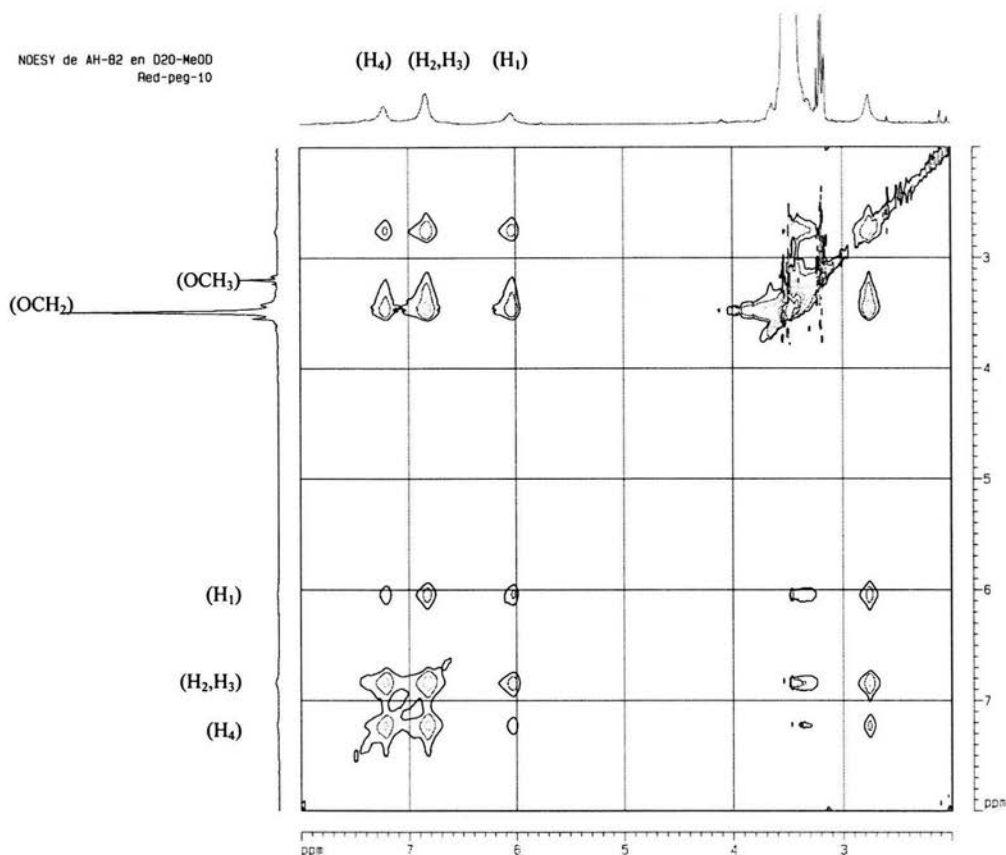 NOESY de AH-82 en D2O-MeOD
Red-peg-10
(H4) (H2,H3) (H1)
(OCH3)
(OCH2)
(H1)
(H2,H3)
(H4)
3
4
5
6
7
ppm
ppm 7 6 5 4 3